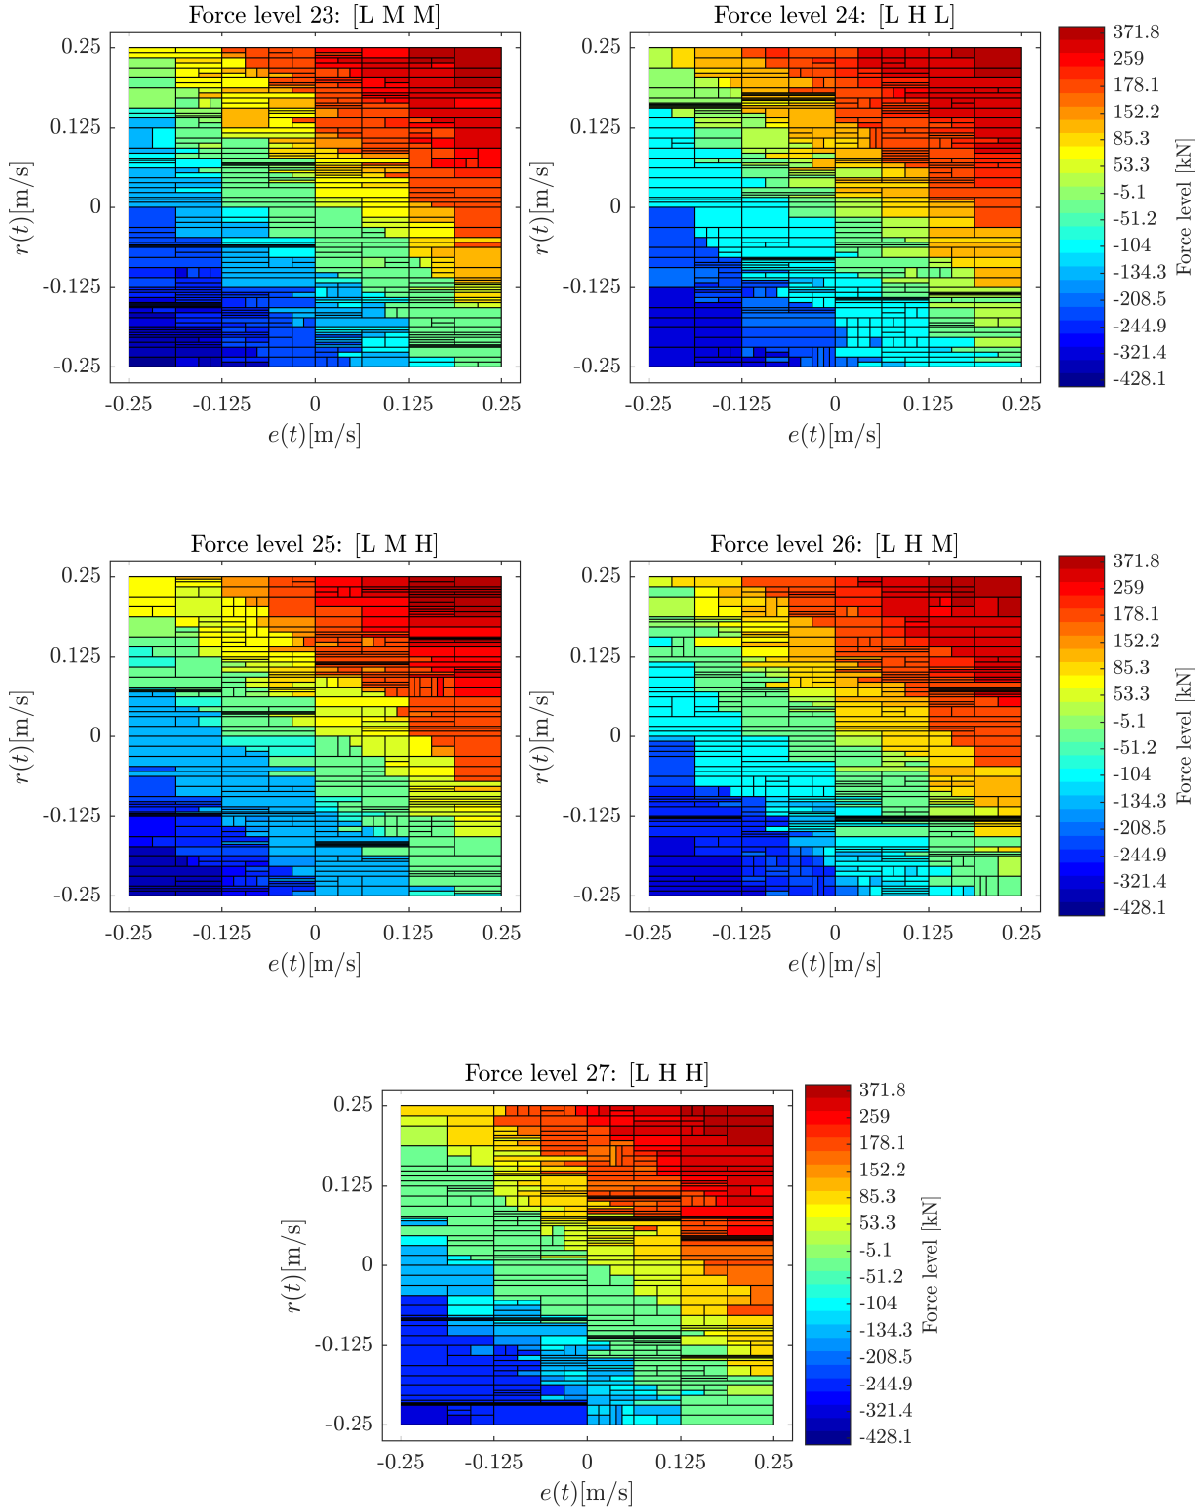 Force level 23: [L M M]
Force level 24: [L H L]
0.25
0.125
0
-0.125
-0.25
r(t)[m/s]
-0.25 -0.125 0 0.125 0.25
e(t)[m/s]
0.25
0.125
0
-0.125
-0.25
r(t)[m/s]
-0.25 -0.125 0 0.125 0.25
e(t)[m/s]
371.8
259
178.1
152.2
85.3
53.3
-5.1
-51.2
-104
-134.3
-208.5
-244.9
-321.4
-428.1
Force level [kN]
Force level 25: [L M H]
Force level 26: [L H M]
0.25
0.125
0
-0.125
-0.25
r(t)[m/s]
-0.25 -0.125 0 0.125 0.25
e(t)[m/s]
0.25
0.125
0
-0.125
-0.25
r(t)[m/s]
-0.25 -0.125 0 0.125 0.25
e(t)[m/s]
371.8
259
178.1
152.2
85.3
53.3
-5.1
-51.2
-104
-134.3
-208.5
-244.9
-321.4
-428.1
Force level [kN]
Force level 27: [L H H]
0.25
0.125
0
-0.125
-0.25
r(t)[m/s]
-0.25 -0.125 0 0.125 0.25
e(t)[m/s]
371.8
259
178.1
152.2
85.3
53.3
-5.1
-51.2
-104
-134.3
-208.5
-244.9
-321.4
-428.1
Force level [kN]